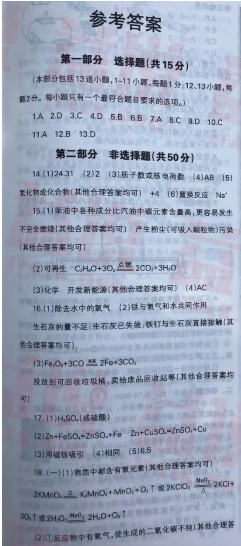 参考答案
第一部分 选择题(共15分)
(本部分包括13道小题,1~11小题,每题1分;12、13小题,每
题2分。每小题只有一个最符合题目要求的选项。)
1.A 2.D 3.C 4.D 5.B 6.B 7.A 8.C 9.D 10.C
11.A 12.B 13.D
第二部分 非选择题(共50分)
14.(1)24.31 (2)2 (3)质子数或核电荷数 (4)AB (5)
氢化物或化合物(其他合理答案均可) +4 (6)置换反应 Na⁺
15.(1)柴油中各种成分比汽油中碳元素含量高,更容易发生
不完全燃烧(其他合理答案均可) 产生粉尘(可吸入颗粒物)污染
(其他合理答案均可)
(2)可再生 C₂H₆O+3O₂ 点燃 2CO₂+3H₂O
(3)化学 开发新能源(其他合理答案均可) (4)AC
16.(1)除去水中的氧气 (2)铁与氧气和水共同作用
生石灰的量不足;生石灰已失效;铁钉与生石灰直接接触(其
他合理答案均可)
(3)Fe₂O₃+3CO 高温 2Fe+3CO₂
投放到可回收垃圾桶;卖给废品回收站等(其他合理答案均
可)
17.(1)H₂SO₄(或硫酸)
(2)Zn+FeSO₄=ZnSO₄+Fe Zn+CuSO₄=ZnSO₄+Cu
(3)用磁铁吸引 (4)相同 (5)6.5
18.(一)(1)物质中都含有氧元素(其他合理答案均可)
2KMnO₄ △ K₂MnO₄+MnO₂+O₂↑或2KClO₃ MnO₂ △ 2KCl+
3O₂↑或2H₂O₂ MnO₂ 2H₂O+O₂↑
(2)①反应物中有氧气,使生成的二氧化碳不纯(其他合理答